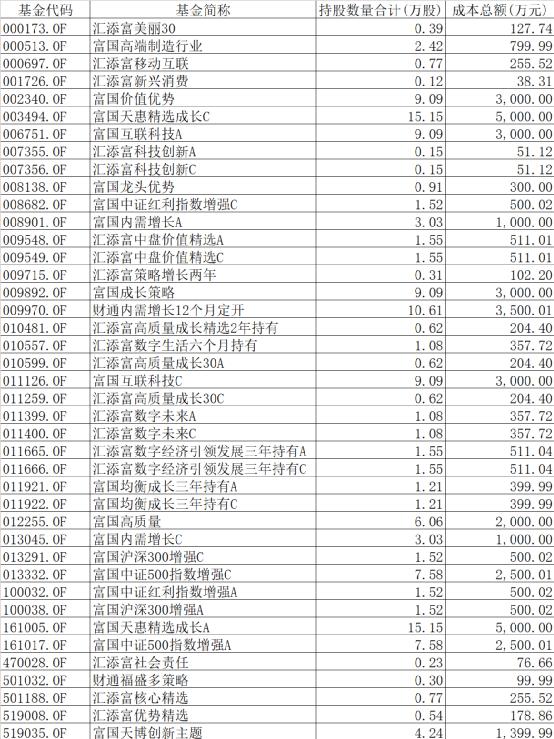 基金代码 基金简称 持股数量合计(万股) 成本总额(万元)
000173.OF 汇添富美丽30 0.39 127.74
000513.OF 富国高端制造行业 2.42 799.99
000697.OF 汇添富移动互联 0.77 255.52
001726.OF 汇添富新兴消费 0.12 38.31
002340.OF 富国价值优势 9.09 3,000.00
003494.OF 富国天惠精选成长C 15.15 5,000.00
006751.OF 富国互联科技A 9.09 3,000.00
007355.OF 汇添富科技创新A 0.15 51.12
007356.OF 汇添富科技创新C 0.15 51.12
008138.OF 富国龙头优势 0.91 300.00
008682.OF 富国中证红利指数增强C 1.52 500.02
008901.OF 富国内需增长A 3.03 1,000.00
009548.OF 汇添富中盘价值精选A 1.55 511.01
009549.OF 汇添富中盘价值精选C 1.55 511.01
009715.OF 汇添富策略增长两年 0.31 102.20
009892.OF 富国成长策略 9.09 3,000.00
009970.OF 财通内需增长12个月定开 10.61 3,500.01
010481.OF 汇添富高质量成长精选2年持有 0.62 204.40
010557.OF 汇添富数字生活六个月持有 1.08 357.72
010599.OF 汇添富高质量成长30A 0.62 204.40
011126.OF 富国互联科技C 9.09 3,000.00
011259.OF 汇添富高质量成长30C 0.62 204.40
011399.OF 汇添富数字未来A 1.08 357.72
011400.OF 汇添富数字未来C 1.08 357.72
011665.OF 汇添富数字经济引领发展三年持有A 1.55 511.04
011666.OF 汇添富数字经济引领发展三年持有C 1.55 511.04
011921.OF 富国均衡成长三年持有A 1.21 399.99
011922.OF 富国均衡成长三年持有C 1.21 399.99
012255.OF 富国高质量 6.06 2,000.00
013045.OF 富国内需增长C 3.03 1,000.00
013291.OF 富国沪深300增强C 1.52 500.02
013332.OF 富国中证500指数增强C 7.58 2,500.01
100032.OF 富国中证红利指数增强A 1.52 500.02
100038.OF 富国沪深300增强A 1.52 500.02
161005.OF 富国天惠精选成长A 15.15 5,000.00
161017.OF 富国中证500指数增强A 7.58 2,500.01
470028.OF 汇添富社会责任 0.23 76.66
501032.OF 财通福盛多策略 0.30 99.99
501188.OF 汇添富核心精选 0.77 255.52
519008.OF 汇添富优势精选 0.54 178.86
519035.OF 富国天博创新主题 4.24 1,399.99